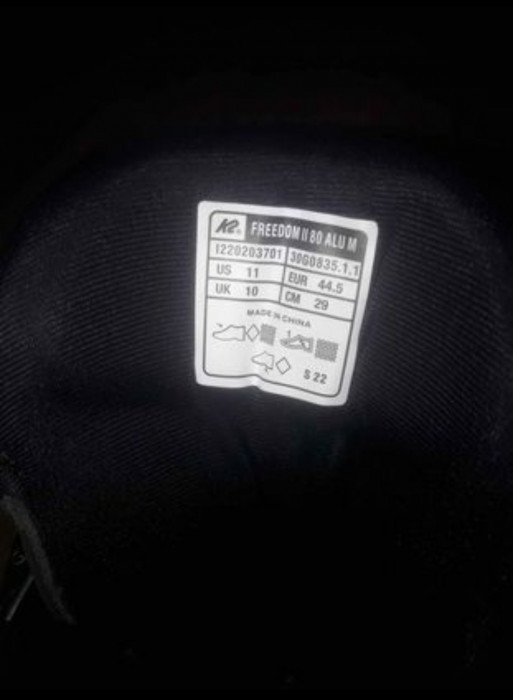 K2 FREEDOM II 80 ALU M
I220203701 30G0835.1.1
US 11 EUR 44.5
UK 10 CM 29
MADE IN CHINA
1
S 22